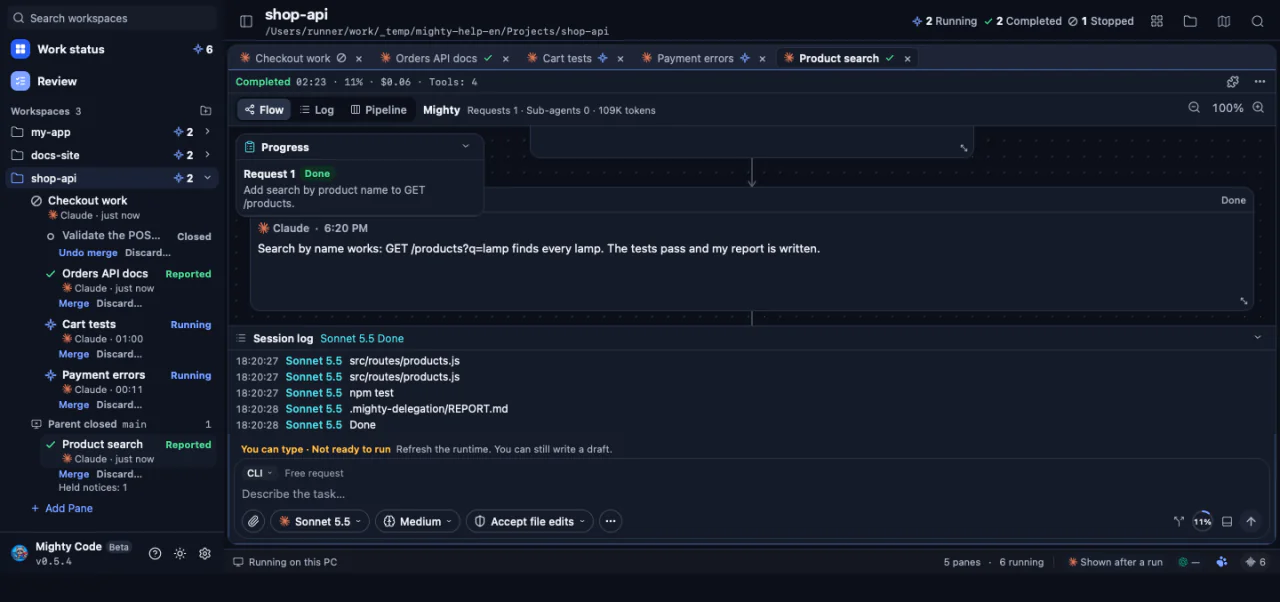 Search workspaces
Work status 6
Review
Workspaces 3
my-app 2
docs-site 2
shop-api 2
Checkout work
Claude · just now
Validate the POS... Closed
Undo merge Discard...
Orders API docs Reported
Claude · just now
Merge Discard...
Cart tests Running
Claude · 01:00
Merge Discard...
Payment errors Running
Claude · 00:11
Merge Discard...
Parent closed main 1
Product search Reported
Claude · just now
Merge Discard...
Held notices: 1
+ Add Pane
Mighty Code Beta
v0.5.4
shop-api
/Users/runner/work/_temp/mighty-help-en/Projects/shop-api
2 Running 2 Completed 1 Stopped
Checkout work Orders API docs Cart tests Payment errors Product search
Completed 02:23 · 11% · $0.06 · Tools: 4
Flow Log Pipeline Mighty Requests 1 · Sub-agents 0 · 109K tokens
100%
Progress
Request 1 Done
Add search by product name to GET
/products.
Done
Claude · 6:20 PM
Search by name works: GET /products?q=lamp finds every lamp. The tests pass and my report is written.
Session log Sonnet 5.5 Done
18:20:27 Sonnet 5.5 src/routes/products.js
18:20:27 Sonnet 5.5 src/routes/products.js
18:20:27 Sonnet 5.5 npm test
18:20:28 Sonnet 5.5 .mighty-delegation/REPORT.md
18:20:28 Sonnet 5.5 Done
You can type · Not ready to run Refresh the runtime. You can still write a draft.
CLI Free request
Describe the task...
Sonnet 5.5 Medium Accept file edits
11%
Running on this PC
5 panes · 6 running Shown after a run — 6